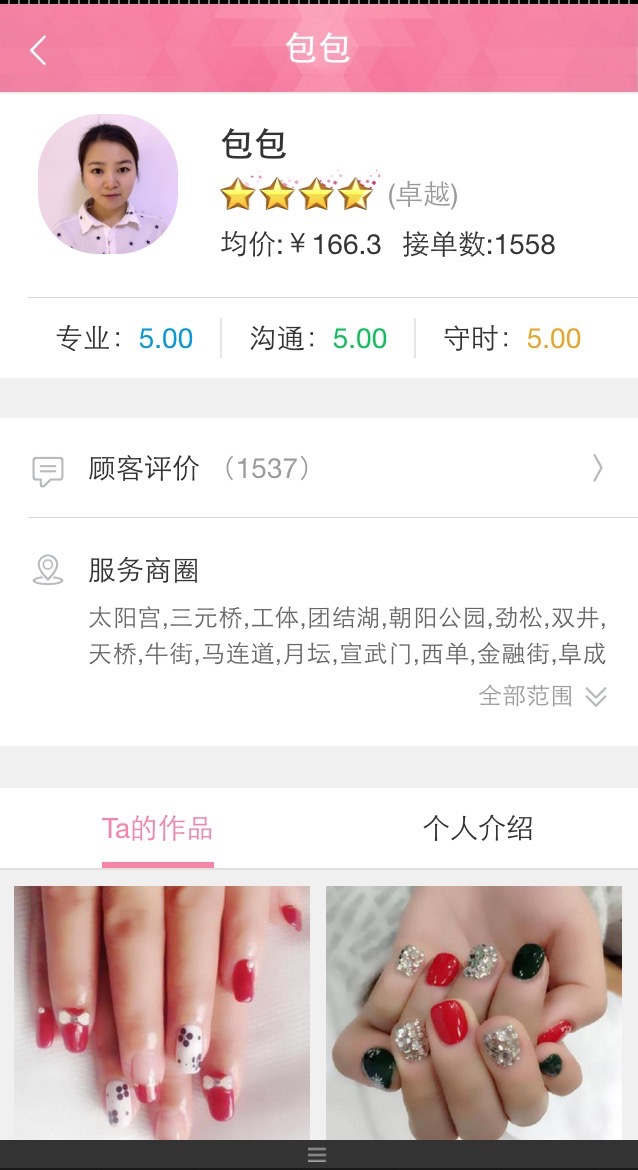 包包
包包
(卓越)
均价:￥166.3 接单数:1558
专业：5.00 沟通：5.00 守时：5.00
顾客评价 （1537）
服务商圈
太阳宫,三元桥,工体,团结湖,朝阳公园,劲松,双井,
天桥,牛街,马连道,月坛,宣武门,西单,金融街,阜成
全部范围
Ta的作品 个人介绍